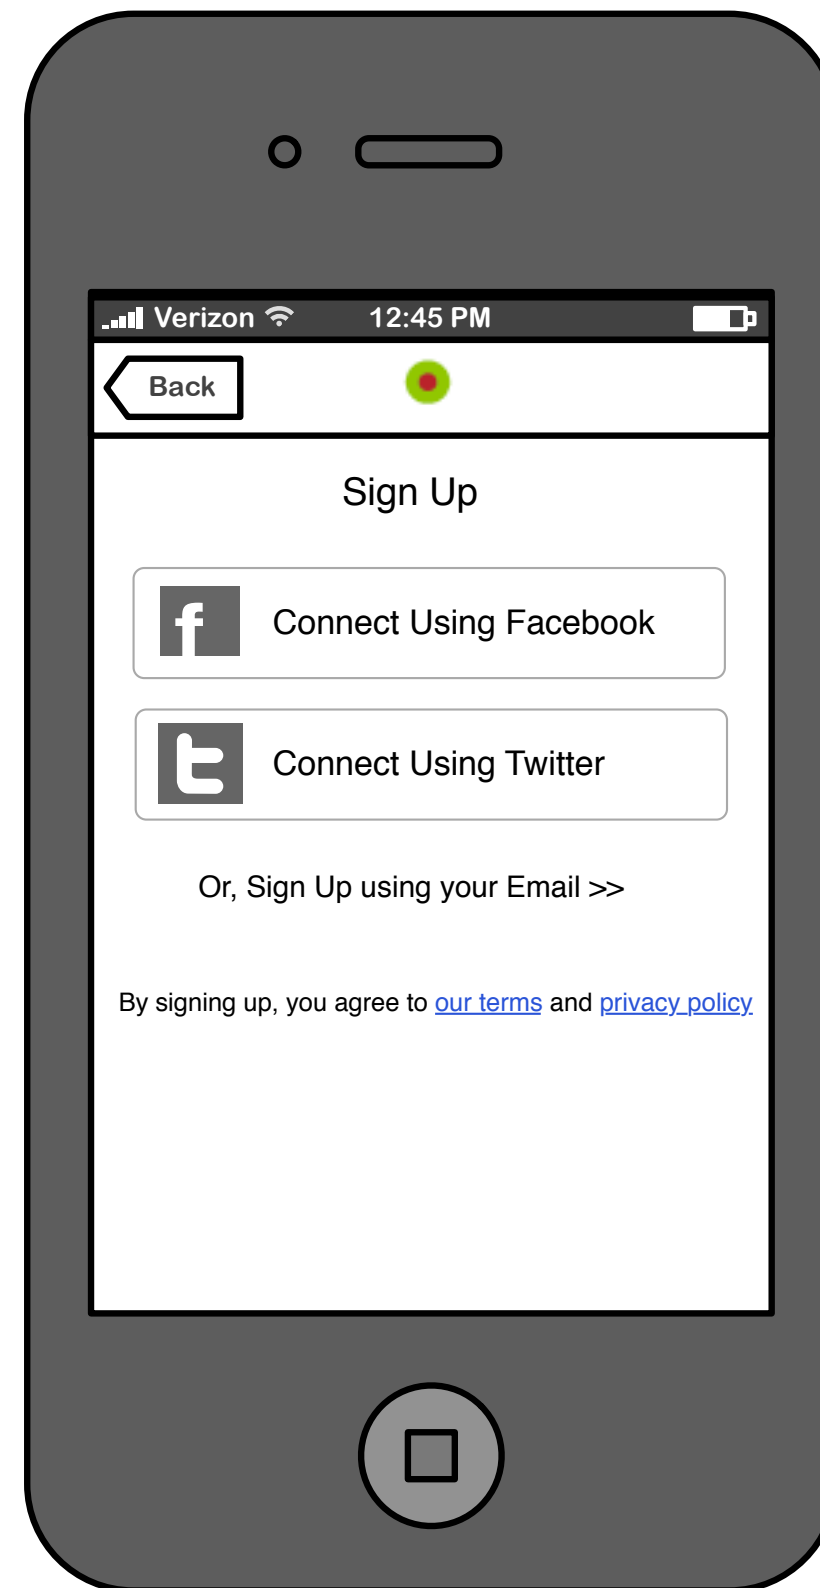 Verizon 12:45 PM
Back
Sign Up
f Connect Using Facebook
t Connect Using Twitter
Or, Sign Up using your Email >>
By signing up, you agree to our terms and privacy policy